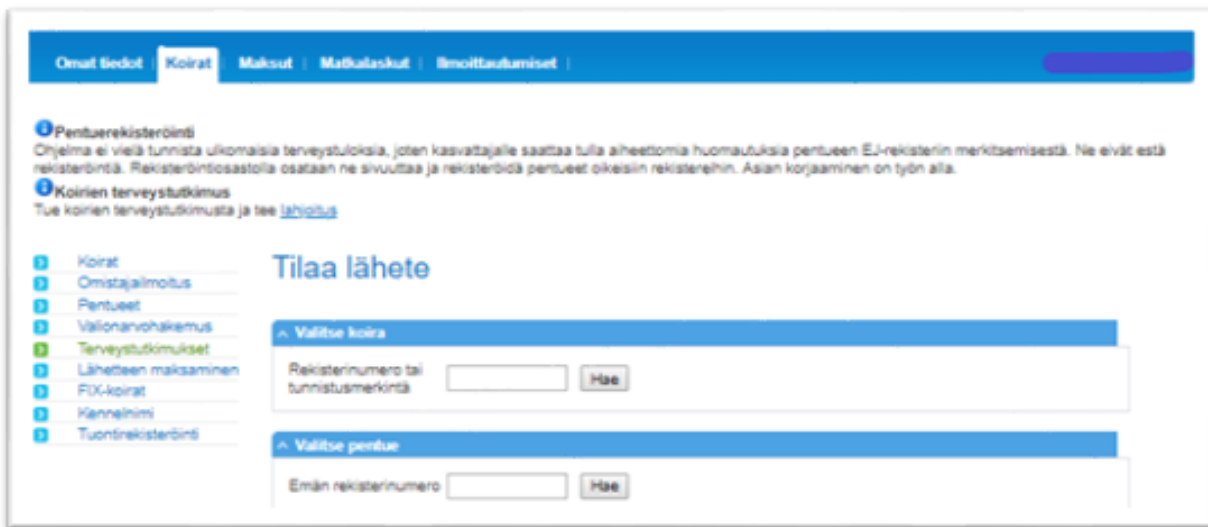 Omat tiedot | Koirat | Maksut | Matkalaskut | Ilmoittautumiset |
Pentuerekisteröinti
Ohjelma ei vielä tunnista ulkomaisia terveystuloksia, joten kasvattajalle saattaa tulla aiheettomia huomautuksia pentueen EJ-rekisteriin merkitsemisestä. Ne eivät estä
rekisteröintiä. Rekisteröintiosastolla osataan ne sivuuttaa ja rekisteröidä pentueet oikeisiin rekistereihin. Asian korjaaminen on työn alla.
Koirien terveystutkimus
Tue koirien terveystutkimusta ja tee lahjoitus
Koirat
Omistajailmoitus
Pentueet
Valionarvohakemus
Terveystutkimukset
Lähetteen maksaminen
FIX-koirat
Kennelnimi
Tuontirekisteröinti
Tilaa lähete
Valitse koira
Rekisterinumero tai
tunnistusmerkintä
Hae
Valitse pentue
Emän rekisterinumero
Hae